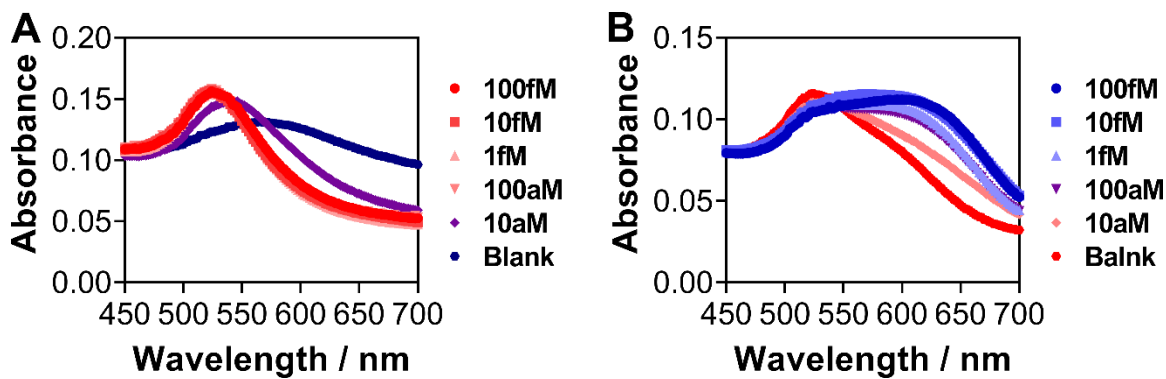 A
0.20
0.15
0.10
0.05
0.00
Absorbance
450 500 550 600 650 700
Wavelength / nm
100fM
10fM
1fM
100aM
10aM
Blank
B
0.15
0.10
0.05
0.00
Absorbance
450 500 550 600 650 700
Wavelength / nm
100fM
10fM
1fM
100aM
10aM
Balnk